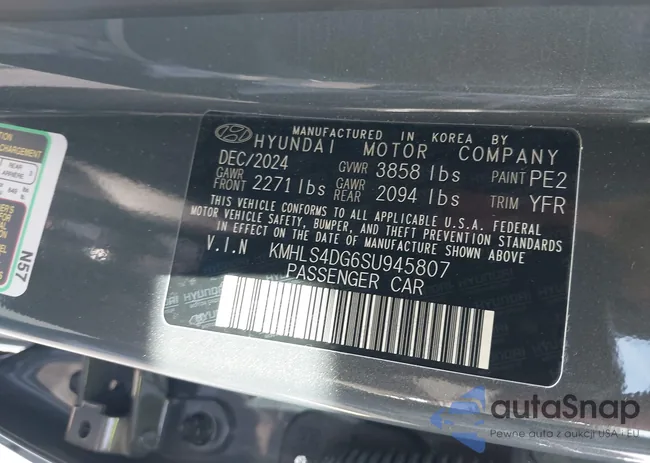 MANUFACTURED IN KOREA BY
HYUNDAI MOTOR COMPANY
DEC/2024 GVWR 3858 lbs PAINT PE2
GAWR FRONT 2271 lbs GAWR REAR 2094 lbs TRIM YFR
THIS VEHICLE CONFORMS TO ALL APPLICABLE U.S.A. FEDERAL
MOTOR VEHICLE SAFETY, BUMPER, AND THEFT PREVENTION STANDARDS
IN EFFECT ON THE DATE OF MANUFACTURE SHOWN ABOVE
V.I.N KMHLS4DG6SU945807
PASSENGER CAR
REAR
ARRIERE
N57
autaSnap
Pewne auta z aukcji USA i EU